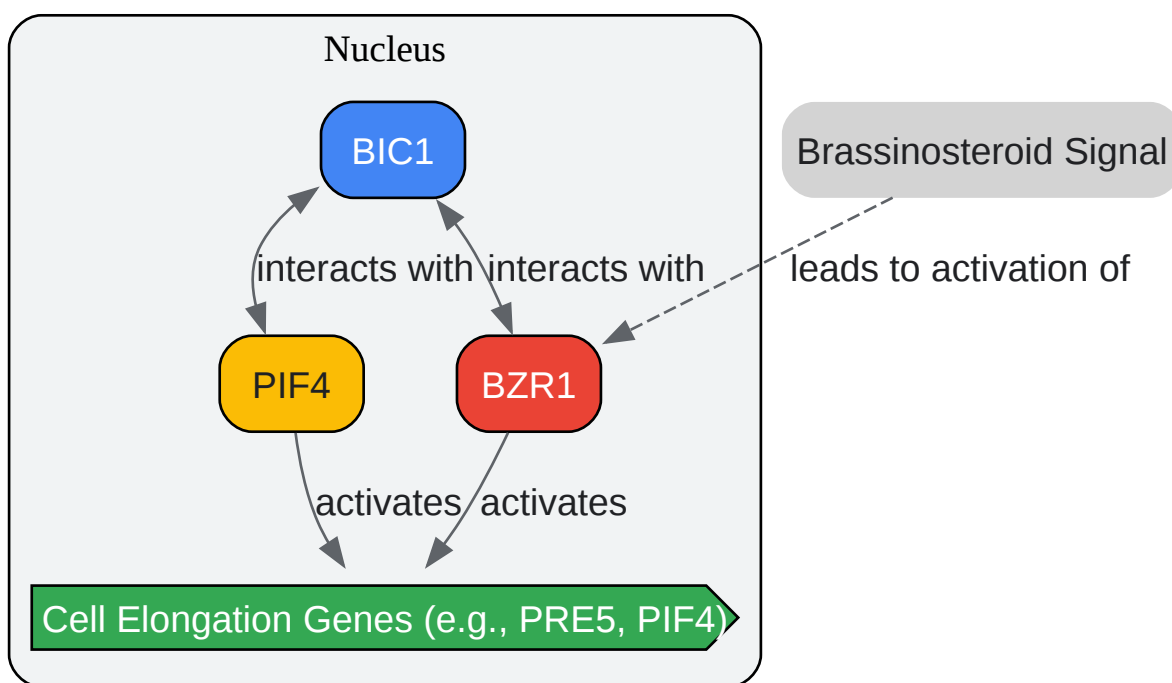 Nucleus
BIC1
Brassinosteroid Signal
interacts with
interacts with
leads to activation of
PIF4
BZR1
activates
activates
Cell Elongation Genes (e.g., PRE5, PIF4)